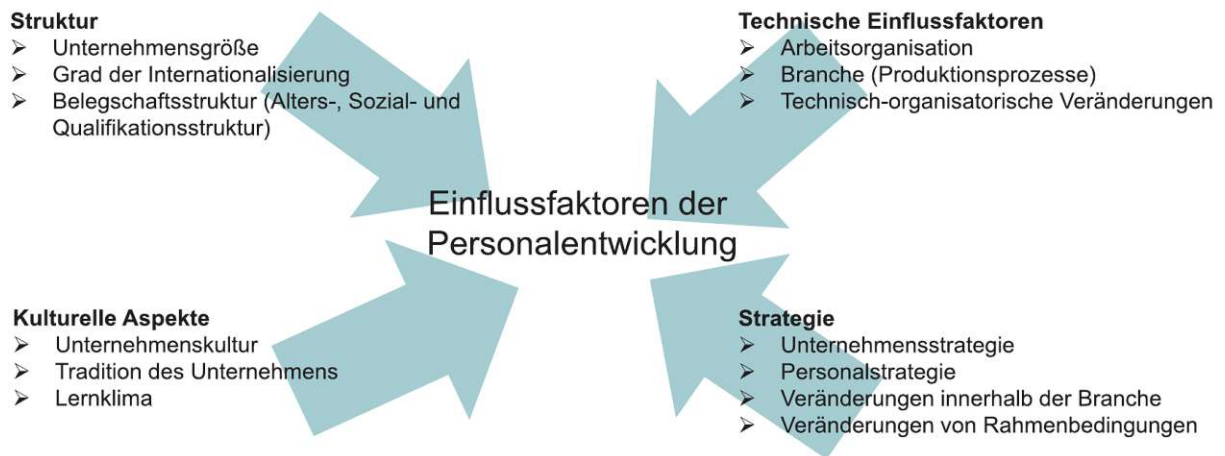 Struktur
➢ Unternehmensgröße
➢ Grad der Internationalisierung
➢ Belegschaftsstruktur (Alters-, Sozial- und
Qualifikationsstruktur)
Technische Einflussfaktoren
➢ Arbeitsorganisation
➢ Branche (Produktionsprozesse)
➢ Technisch-organisatorische Veränderungen
Einflussfaktoren der
Personalentwicklung
Kulturelle Aspekte
➢ Unternehmenskultur
➢ Tradition des Unternehmens
➢ Lernklima
Strategie
➢ Unternehmensstrategie
➢ Personalstrategie
➢ Veränderungen innerhalb der Branche
➢ Veränderungen von Rahmenbedingungen